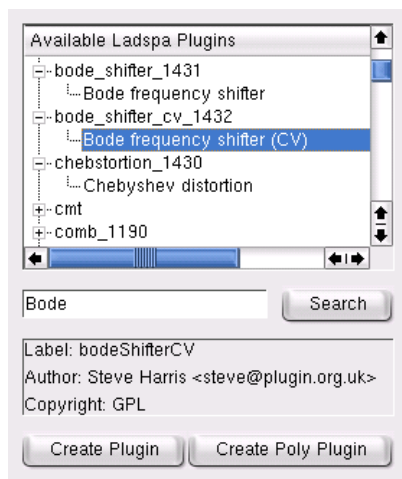 Available Ladspa Plugins
bode_shifter_1431
Bode frequency shifter
bode_shifter_cv_1432
Bode frequency shifter (CV)
chebstortion_1430
Chebyshev distortion
cmt
comb_1190
Bode
Search
Label: bodeShifterCV
Author: Steve Harris <steve@plugin.org.uk>
Copyright: GPL
Create Plugin
Create Poly Plugin